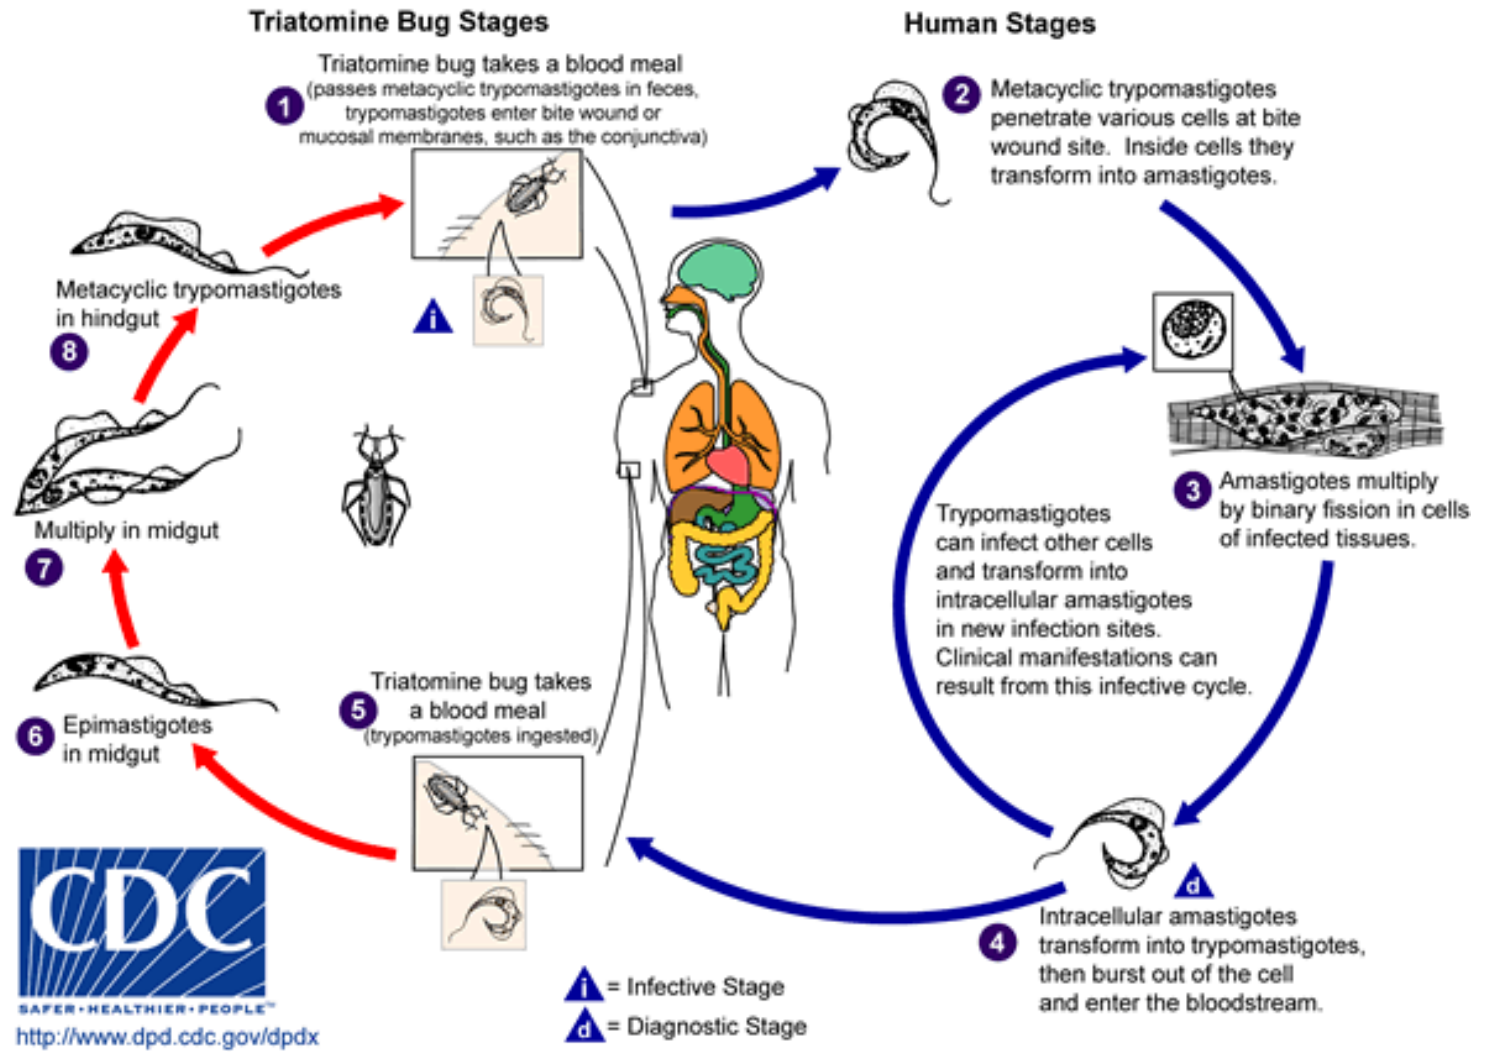 Triatomine Bug Stages
Human Stages
Triatomine bug takes a blood meal
(passes metacyclic trypomastigotes in feces,
trypomastigotes enter bite wound or
mucosal membranes, such as the conjunctiva)
1
2
Metacyclic trypomastigotes
penetrate various cells at bite
wound site. Inside cells they
transform into amastigotes.
i
Metacyclic trypomastigotes
in hindgut
8
Multiply in midgut
7
3
Amastigotes multiply
by binary fission in cells
of infected tissues.
Trypomastigotes
can infect other cells
and transform into
intracellular amastigotes
in new infection sites.
Clinical manifestations can
result from this infective cycle.
6
Epimastigotes
in midgut
5
Triatomine bug takes
a blood meal
(trypomastigotes ingested)
d
4
Intracellular amastigotes
transform into trypomastigotes,
then burst out of the cell
and enter the bloodstream.
i = Infective Stage
d = Diagnostic Stage
CDC
SAFER•HEALTHIER•PEOPLE™
http://www.dpd.cdc.gov/dpdx